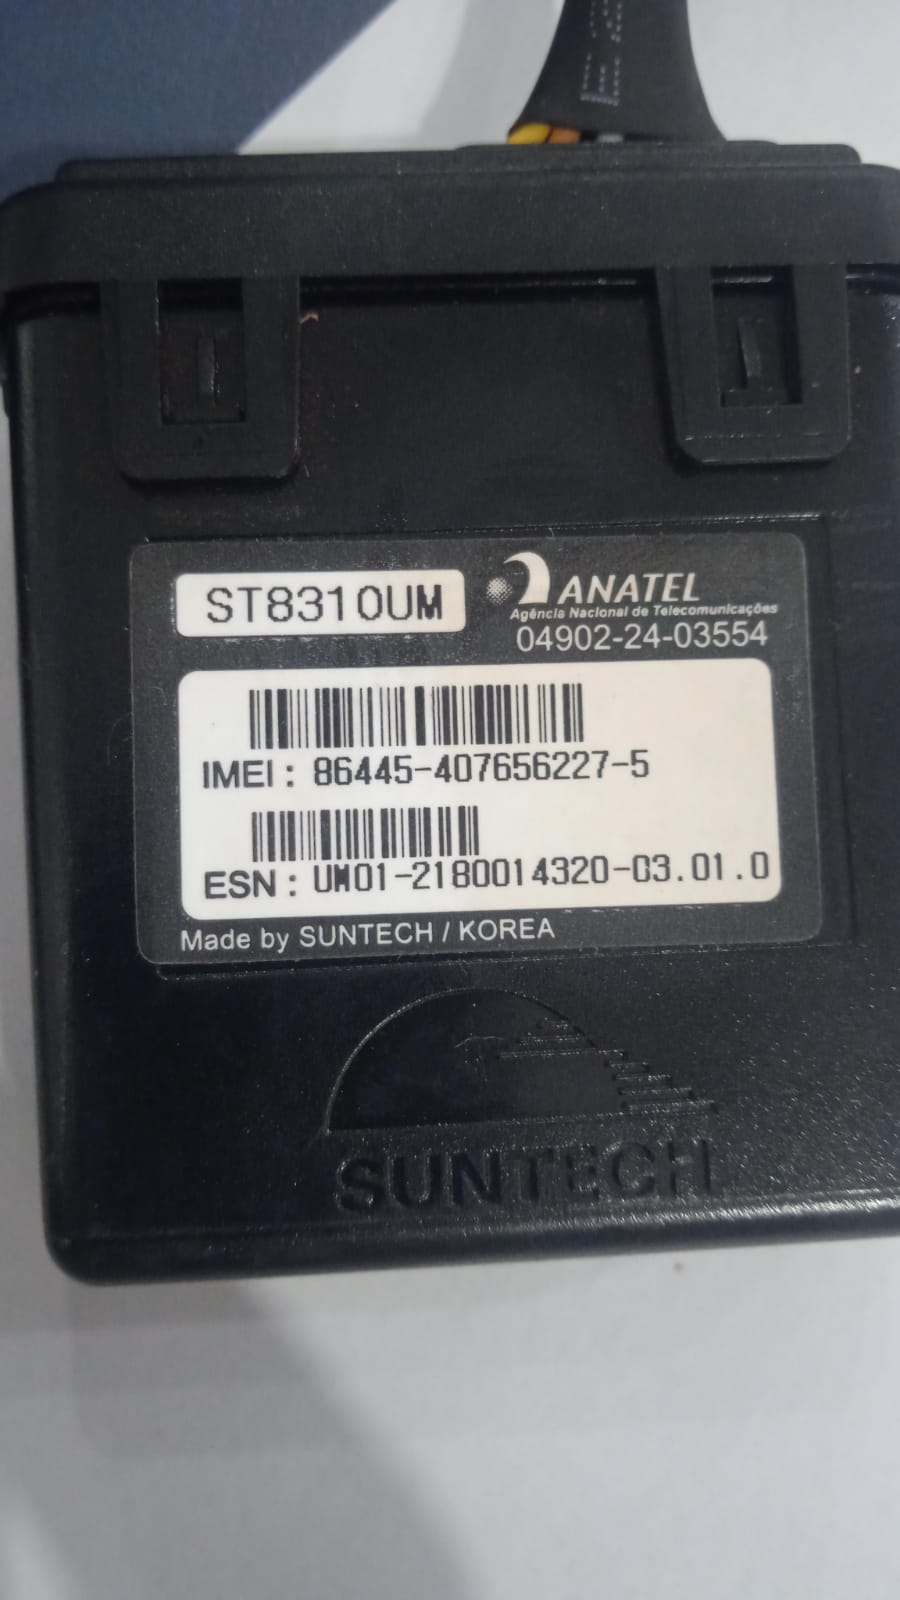 ST8310UM
ANATEL
Agência Nacional de Telecomunicações
04902-24-03554
IMEI : 86445-407656227-5
ESN : UM01-2180014320-03.01.0
Made by SUNTECH / KOREA
SUNTECH